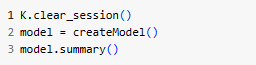 1 K.clear_session()
2 model = createModel()
3 model.summary()